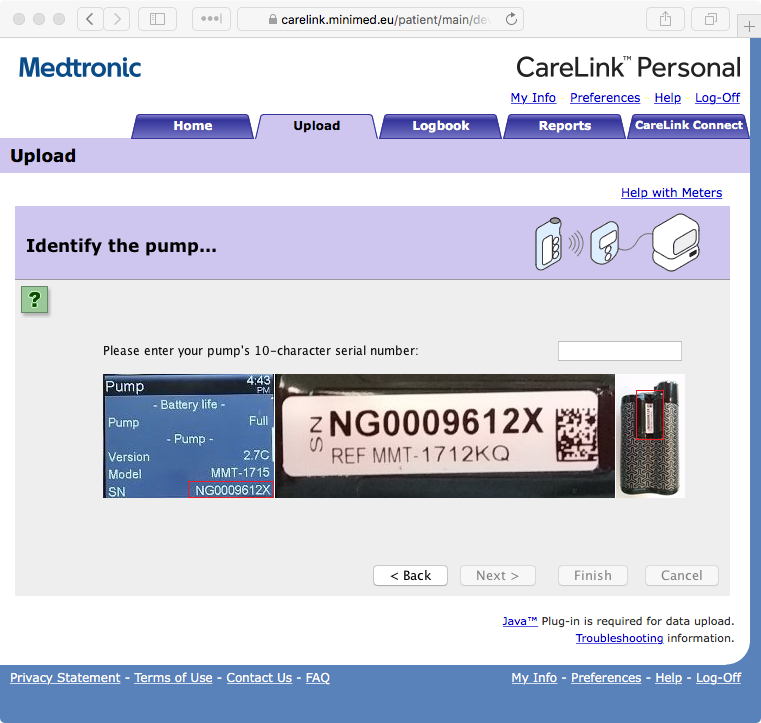 carelink.minimed.eu/patient/main/de
Medtronic
CareLink™ Personal
My Info Preferences Help Log-Off
Home Upload Logbook Reports CareLink Connect
Upload
Help with Meters
Identify the pump...
?
Please enter your pump's 10-character serial number:
Pump 4:43 PM
- Battery life -
Pump Full
- Pump -
Version 2.7C
Model MMT-1715
SN NG0009612X
SN NG0009612X
REF MMT-1712KQ
< Back Next > Finish Cancel
Java™ Plug-in is required for data upload.
Troubleshooting information.
Privacy Statement - Terms of Use - Contact Us - FAQ My Info - Preferences - Help - Log-Off